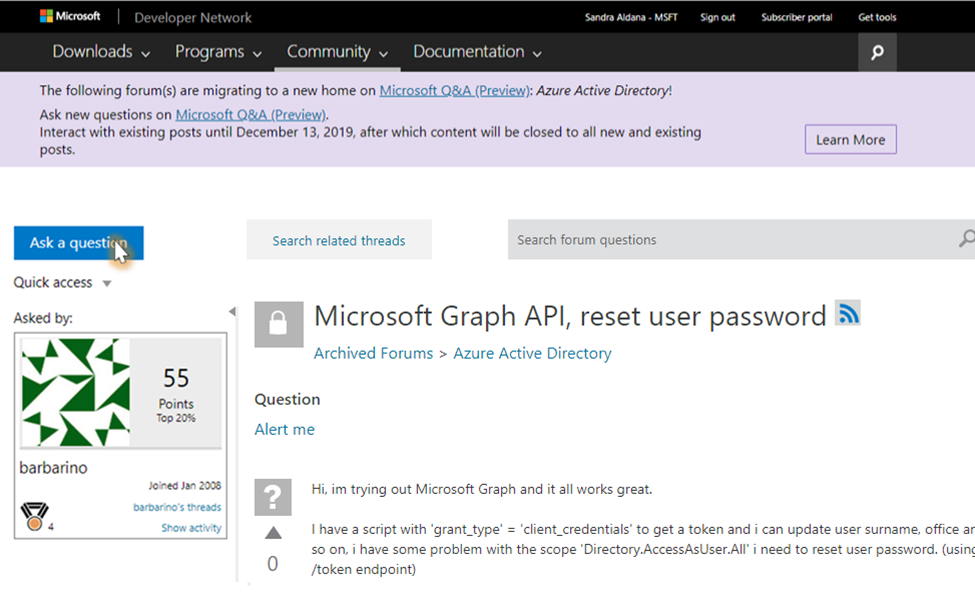 Microsoft | Developer Network Sandra Aldana - MSFT Sign out Subscriber portal Get tools
Downloads Programs Community Documentation
The following forum(s) are migrating to a new home on Microsoft Q&A (Preview): Azure Active Directory!
Ask new questions on Microsoft Q&A (Preview).
Interact with existing posts until December 13, 2019, after which content will be closed to all new and existing
posts.
Learn More
Ask a question
Search related threads
Search forum questions
Quick access
Asked by:
55
Points
Top 20%
barbarino
Joined Jan 2008
4
barbarino's threads
Show activity
Microsoft Graph API, reset user password
Archived Forums > Azure Active Directory
Question
Alert me
?
0
Hi, im trying out Microsoft Graph and it all works great.
I have a script with 'grant_type' = 'client_credentials' to get a token and i can update user surname, office an
so on, i have some problem with the scope 'Directory.AccessAsUser.All' i need to reset user password. (using
/token endpoint)